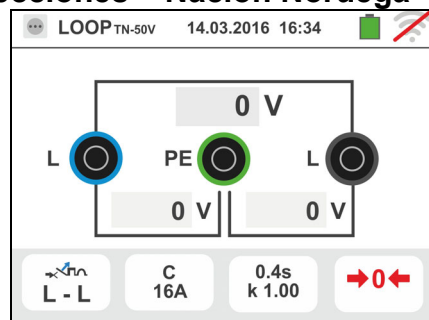 LOOP TN-50V 14.03.2016 16:34
0 V
L PE L
0 V 0 V
L - L
C
16A
0.4s
k 1.00
0